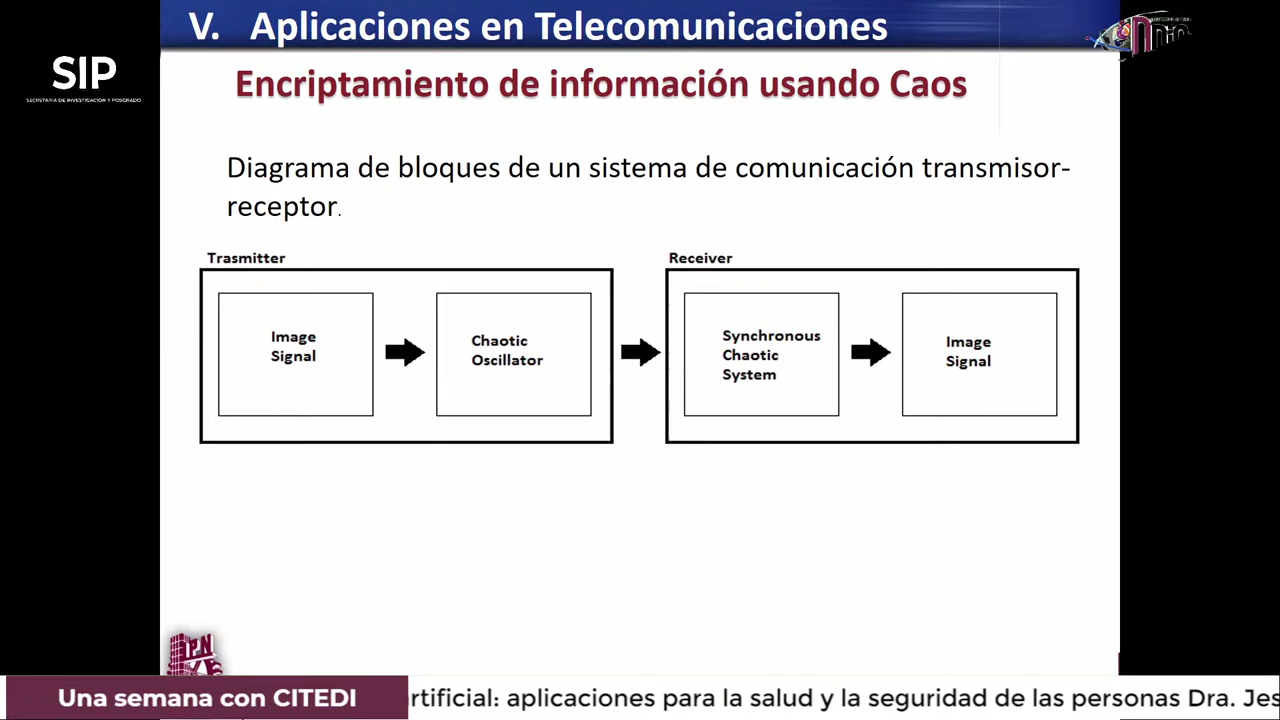 V. Aplicaciones en Telecomunicaciones
SIP
SECRETARÍA DE INVESTIGACIÓN Y POSGRADO
Encriptamiento de información usando Caos
Diagrama de bloques de un sistema de comunicación transmisor-
receptor.
Trasmitter
Receiver
Image
Signal
Chaotic
Oscillator
Synchronous
Chaotic
System
Image
Signal
IPN
Una semana con CITEDI
rtificial: aplicaciones para la salud y la seguridad de las personas Dra. Jes